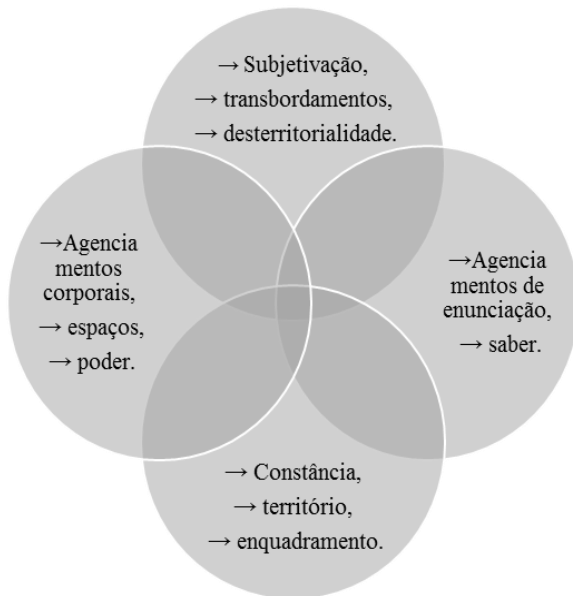 → Subjetivação,
→ transbordamentos,
→ desterritorialidade.
→Agencia
mentos
corporais,
→ espaços,
→ poder.
→Agencia
mentos de
enunciação,
→ saber.
→ Constância,
→ território,
→ enquadramento.